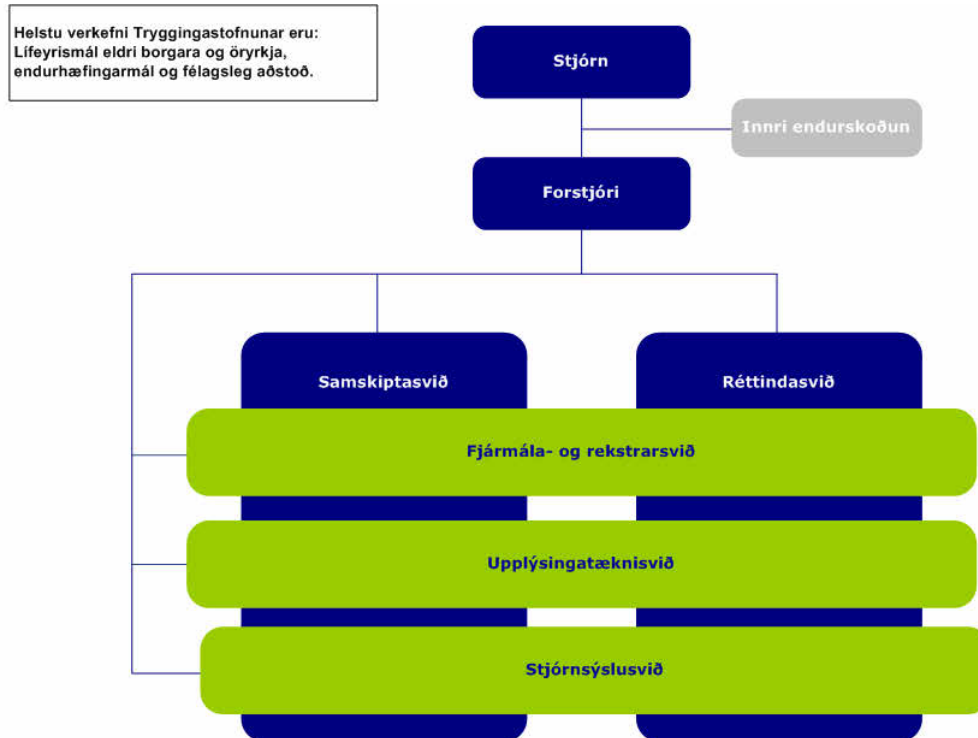 Helstu verkefni Tryggingastofnunar eru:
Lífeyrismál eldri borgara og öryrkja,
endurhæfingarmál og félagsleg aðstoð.
Stjórn
Innri endurskoðun
Forstjóri
Samskiptasvið
Réttindasvið
Fjármála- og rekstrarsvið
Upplýsingatæknisvið
Stjórnsýslusvið